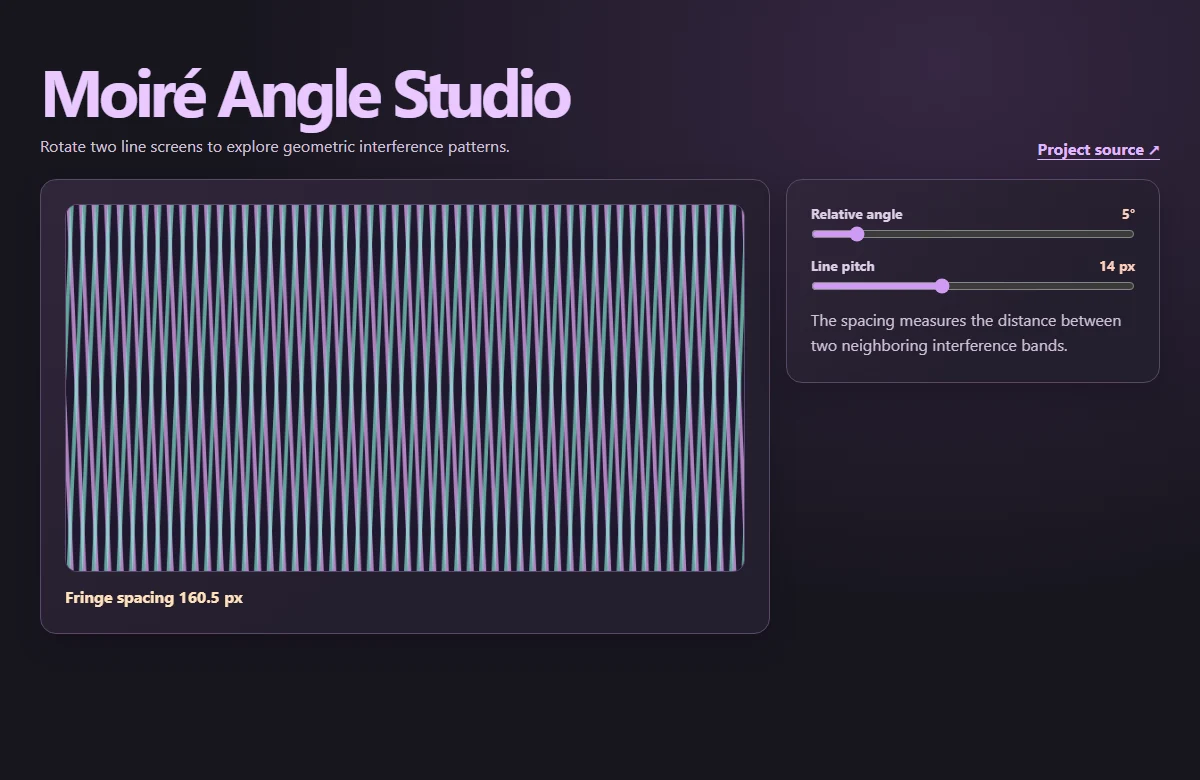 Moiré Angle Studio
Rotate two line screens to explore geometric interference patterns.
Project source ↗
Relative angle 5°
Line pitch 14 px
The spacing measures the distance between
two neighboring interference bands.
Fringe spacing 160.5 px